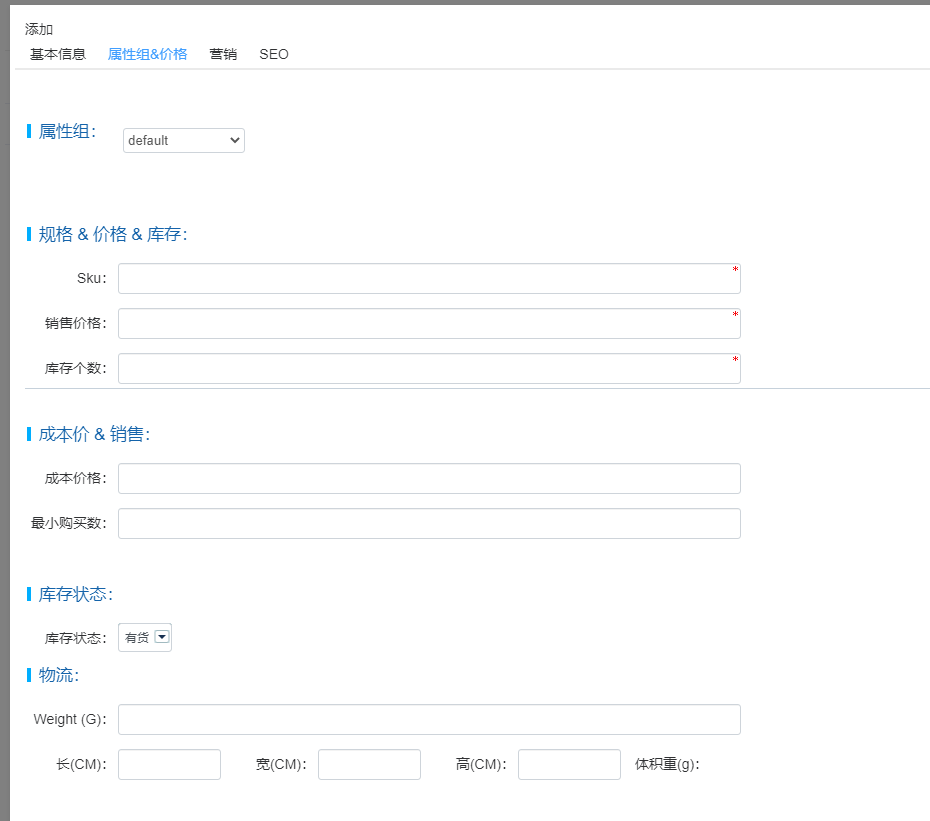 添加
基本信息 属性组&价格 营销 SEO
属性组: default
规格 & 价格 & 库存:
Sku: *
销售价格: *
库存个数: *
成本价 & 销售:
成本价格:
最小购买数:
库存状态:
库存状态: 有货
物流:
Weight (G):
长(CM): 宽(CM): 高(CM): 体积重(g):